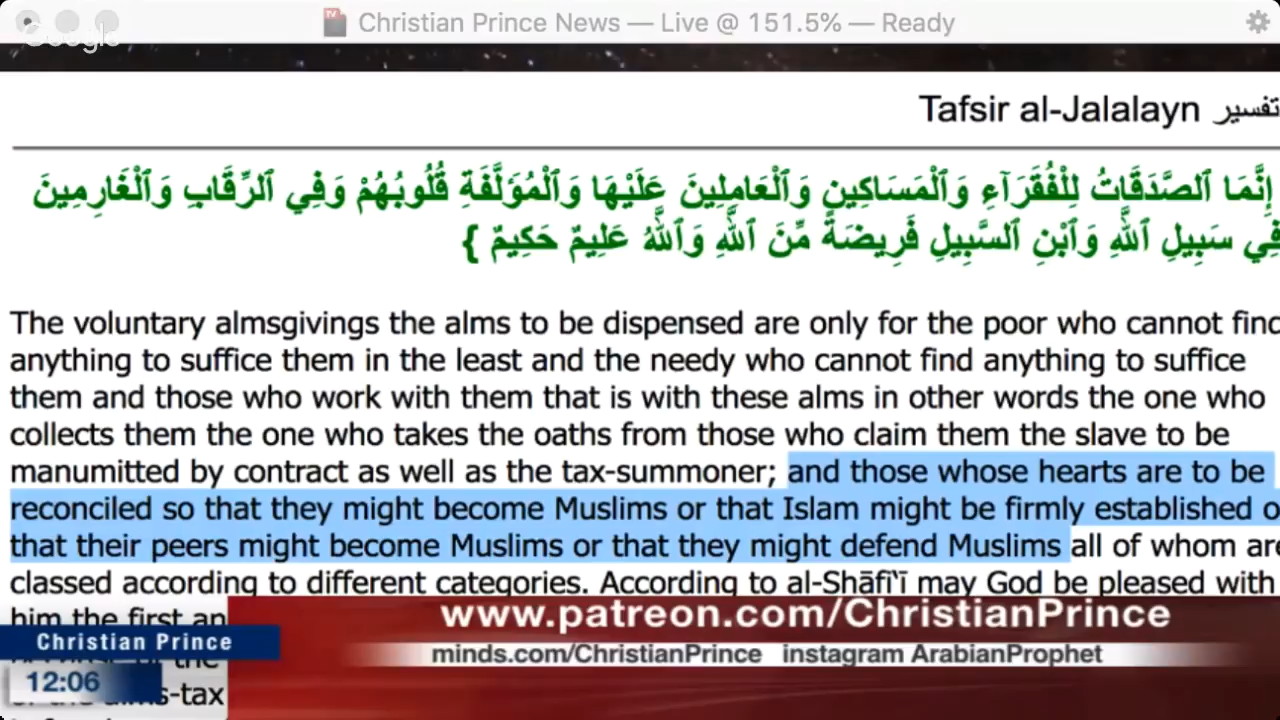 Christian Prince News — Live @ 151.5% — Ready
Google
Tafsir al-Jalalayn تفسير
إِنَّمَا ٱلصَّدَقَاتُ لِلْفُقَرَآءِ وَٱلْمَسَاكِينِ وَٱلْعَامِلِينَ عَلَيْهَا وَٱلْمُؤَلَّفَةِ قُلُوبُهُمْ وَفِي ٱلرِّقَابِ وَٱلْغَارِمِينَ
فِي سَبِيلِ ٱللَّهِ وَٱبْنِ ٱلسَّبِيلِ فَرِيضَةً مِّنَ ٱللَّهِ وَٱللَّهُ عَلِيمٌ حَكِيمٌ }
The voluntary almsgivings the alms to be dispensed are only for the poor who cannot find
anything to suffice them in the least and the needy who cannot find anything to suffice
them and those who work with them that is with these alms in other words the one who
collects them the one who takes the oaths from those who claim them the slave to be
manumitted by contract as well as the tax-summoner; and those whose hearts are to be
reconciled so that they might become Muslims or that Islam might be firmly established
that their peers might become Muslims or that they might defend Muslims all of whom are
classed according to different categories. According to al-Shāfi‘ī may God be pleased with
him the first an
www.patreon.com/ChristianPrince
Christian Prince
minds.com/ChristianPrince instagram ArabianProphet
the
12:06
s-tax